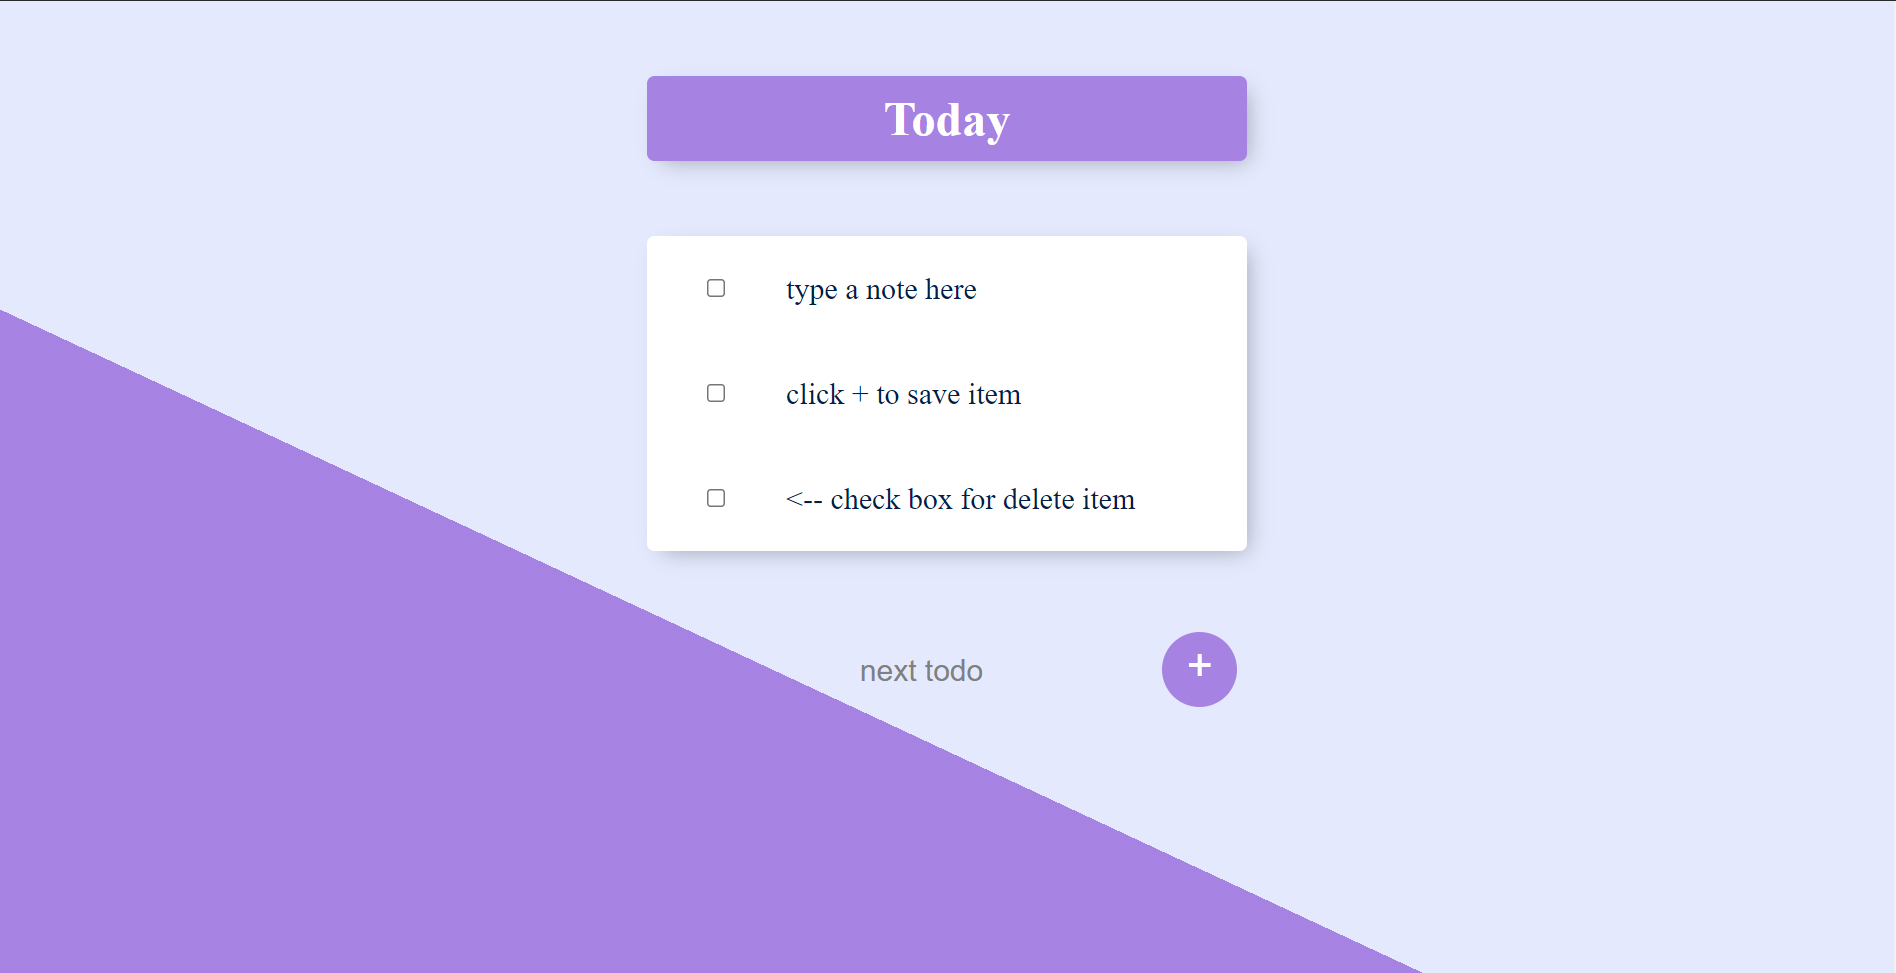 Today
type a note here
click + to save item
<-- check box for delete item
next todo
+